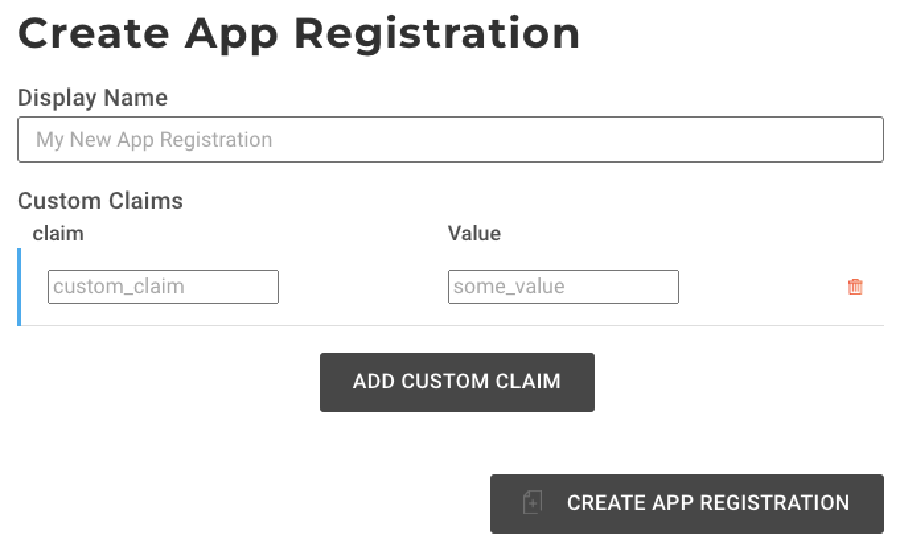 Create App Registration
Display Name
My New App Registration
Custom Claims
claim Value
custom_claim some_value
ADD CUSTOM CLAIM
CREATE APP REGISTRATION